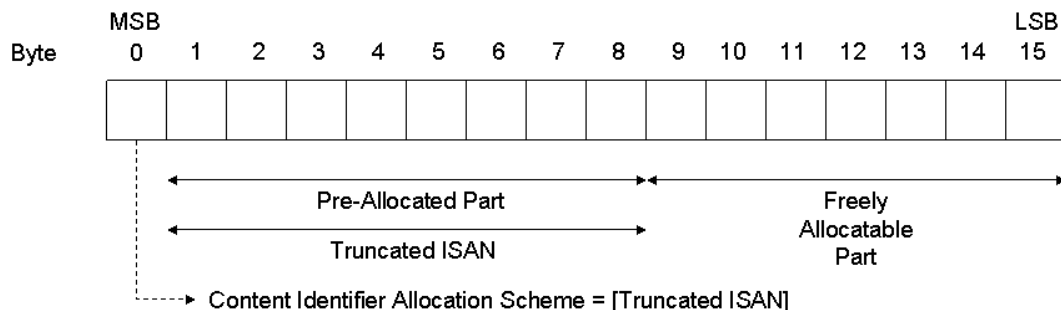 MSB LSB
Byte 0 1 2 3 4 5 6 7 8 9 10 11 12 13 14 15
Pre-Allocated Part
Truncated ISAN
Freely
Allocatable
Part
Content Identifier Allocation Scheme = [Truncated ISAN]